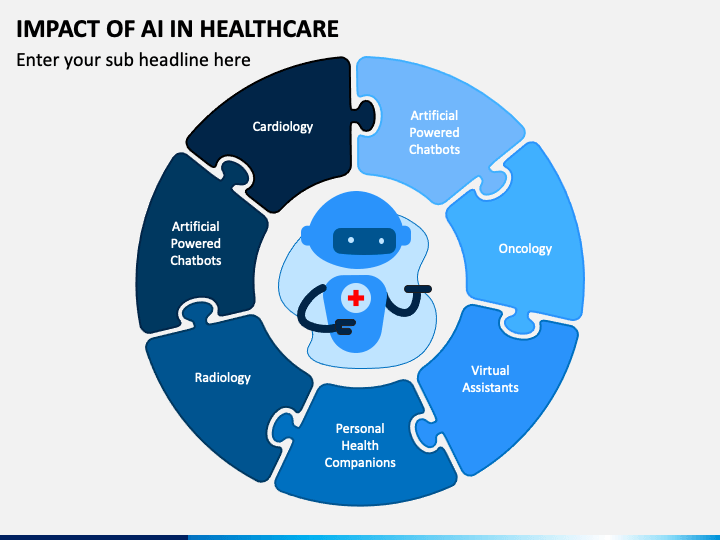 IMPACT OF AI IN HEALTHCARE
Enter your sub headline here
Cardiology
Artificial
Powered
Chatbots
Oncology
Virtual
Assistants
Personal
Health
Companions
Radiology
Artificial
Powered
Chatbots